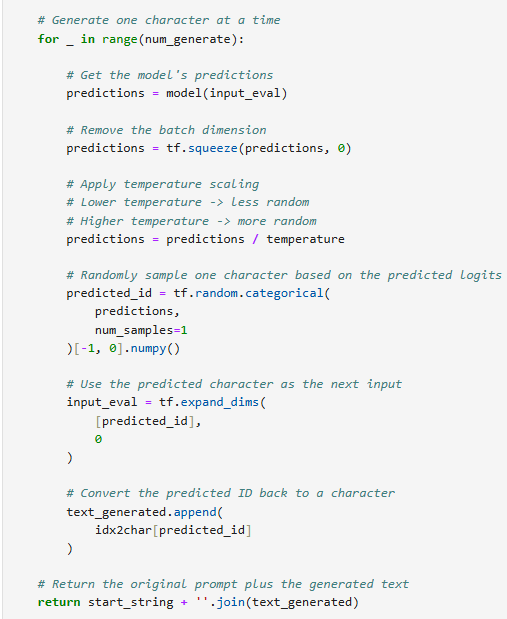 # Generate one character at a time
for _ in range(num_generate):
# Get the model's predictions
predictions = model(input_eval)
# Remove the batch dimension
predictions = tf.squeeze(predictions, 0)
# Apply temperature scaling
# Lower temperature -> less random
# Higher temperature -> more random
predictions = predictions / temperature
# Randomly sample one character based on the predicted logits
predicted_id = tf.random.categorical(
predictions,
num_samples=1
)[-1, 0].numpy()
# Use the predicted character as the next input
input_eval = tf.expand_dims(
[predicted_id],
0
)
# Convert the predicted ID back to a character
text_generated.append(
idx2char[predicted_id]
)
# Return the original prompt plus the generated text
return start_string + ''.join(text_generated)